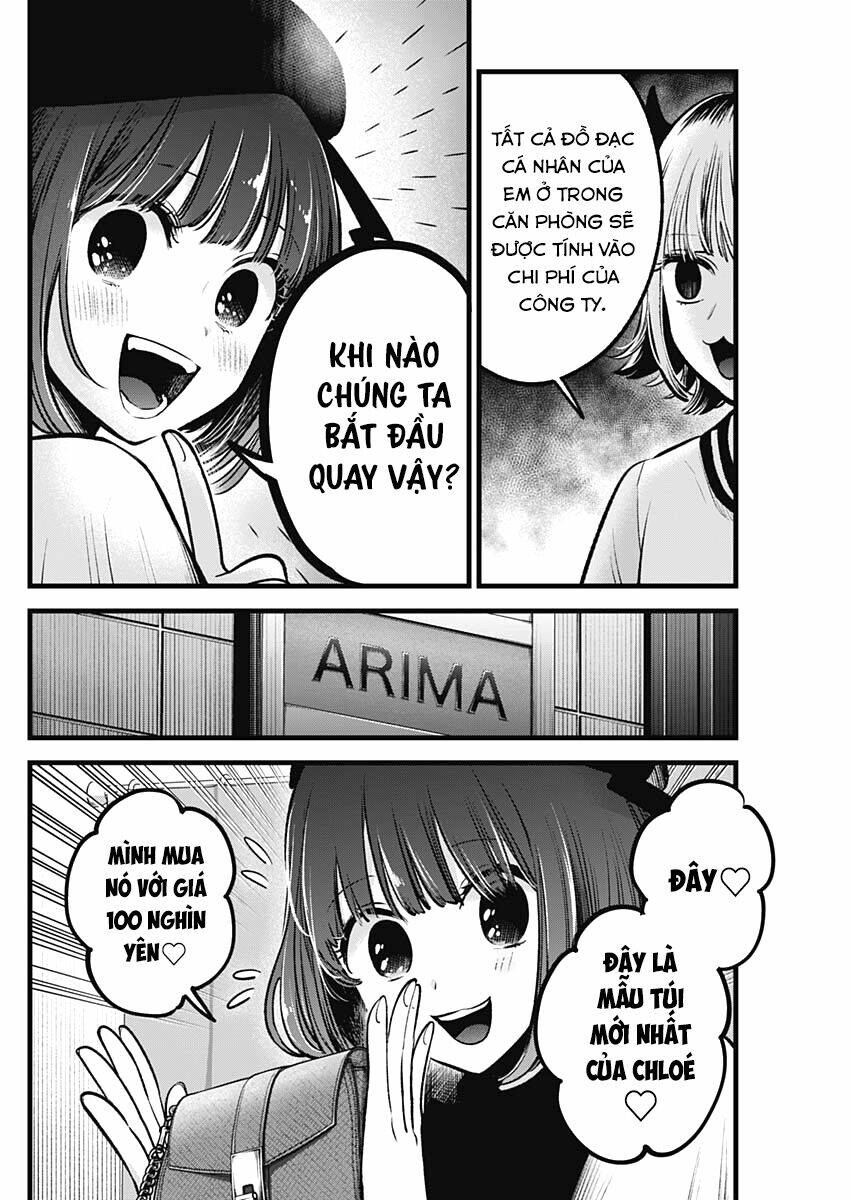 TẤT CẢ ĐỒ ĐẠC
CÁ NHÂN CỦA
EM Ở TRONG
CĂN PHÒNG SẼ
ĐƯỢC TÍNH VÀO
CHI PHÍ CỦA
CÔNG TY.
KHI NÀO
CHÚNG TA
BẮT ĐẦU
QUAY VẬY?
ARIMA
ĐÂY♡
ĐÂY LÀ
MẪU TÚI
MỚI NHẤT
CỦA CHLOÉ
♡
MÌNH MUA
NÓ VỚI GIÁ
100 NGHÌN
YÊN♡